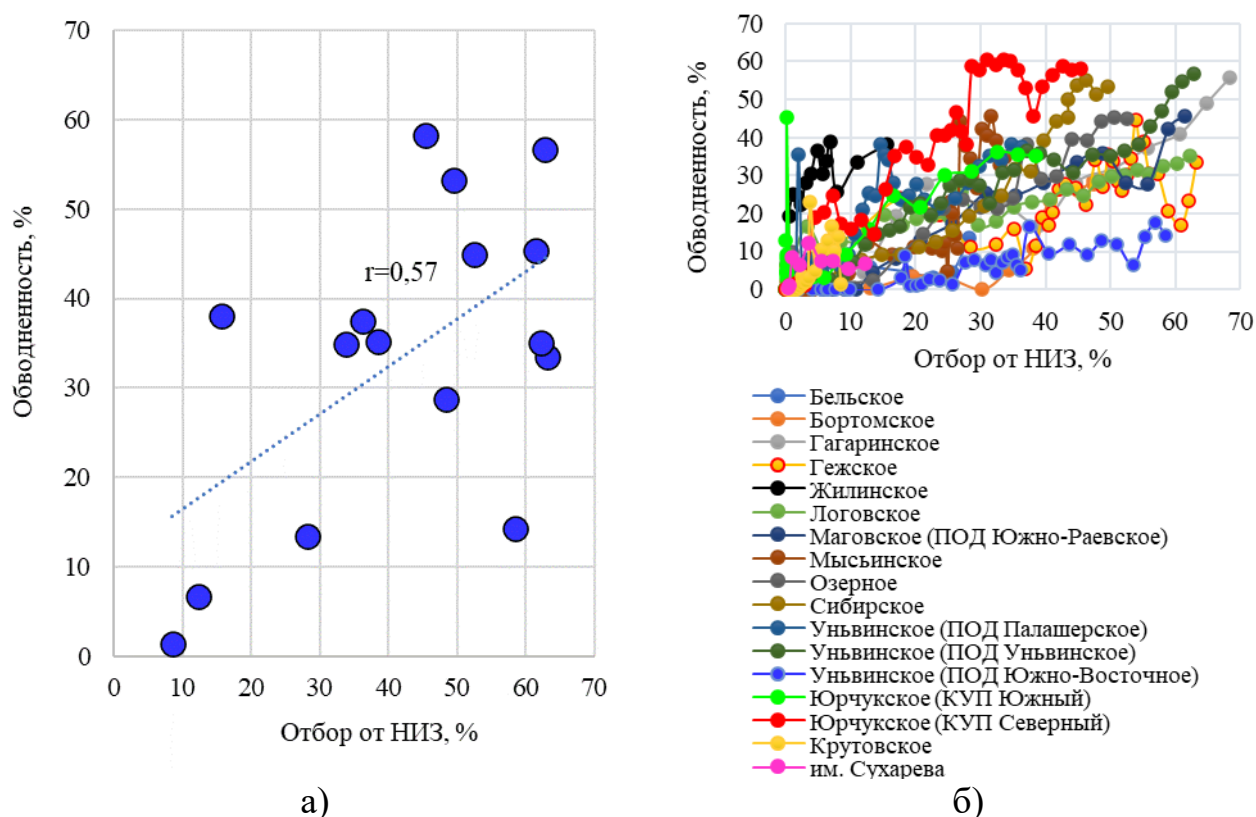 70
60
50
40
30
20
10
0
Обводненность, %
r=0,57
0 10 20 30 40 50 60 70
Отбор от НИЗ, %
а)
70
60
50
40
30
20
10
0
Обводненность, %
0 10 20 30 40 50 60 70
Отбор от НИЗ, %
Бельское
Бортомское
Гагаринское
Гежское
Жилинское
Логовское
Маговское (ПОД Южно-Раевское)
Мысьинское
Озерное
Сибирское
Уньвинское (ПОД Палашерское)
Уньвинское (ПОД Уньвинское)
Уньвинское (ПОД Южно-Восточное)
Юрчукское (КУП Южный)
Юрчукское (КУП Северный)
Крутовское
им. Сухарева
б)